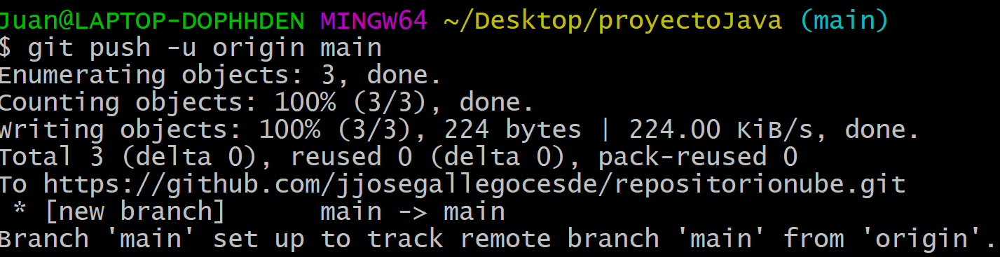 Juan@LAPTOP-DOPHHDEN MINGW64 ~/Desktop/proyectoJava (main)
$ git push -u origin main
Enumerating objects: 3, done.
Counting objects: 100% (3/3), done.
Writing objects: 100% (3/3), 224 bytes | 224.00 KiB/s, done.
Total 3 (delta 0), reused 0 (delta 0), pack-reused 0
To https://github.com/jjosegallegocesde/repositorionube.git
 * [new branch]      main -> main
Branch 'main' set up to track remote branch 'main' from 'origin'.